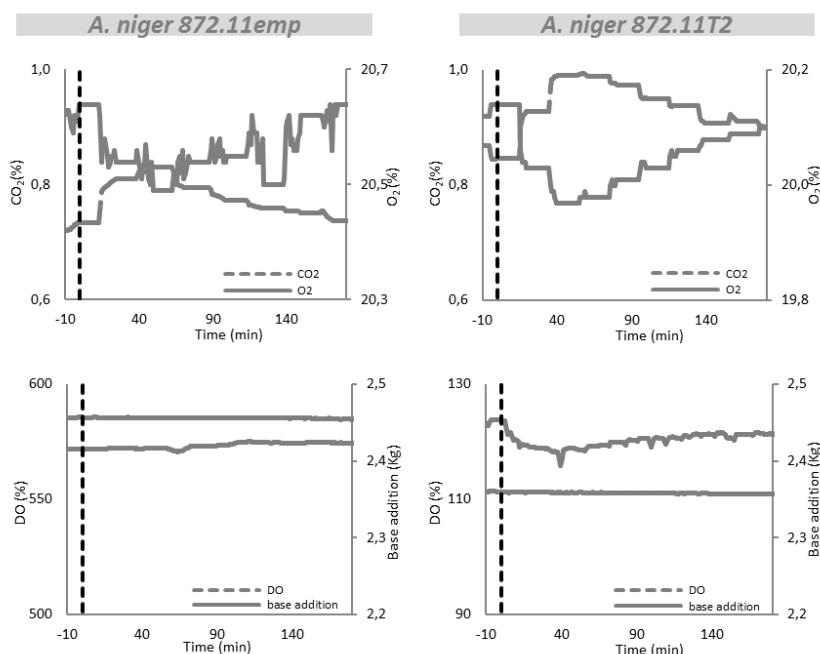 A. niger 872.11emp
A. niger 872.11T2
1,0
0,8
0,6
CO2(%)
20,7
20,5
20,3
O2(%)
CO2
O2
-10 40 90 140
Time (min)
1,0
0,8
0,6
CO2(%)
20,2
20,0
19,8
O2(%)
CO2
O2
-10 40 90 140
Time (min)
600
550
500
DO (%)
2,5
2,4
2,3
2,2
Base addition (Kg)
DO
base addition
-10 40 90 140
Time (min)
130
110
90
DO (%)
2,5
2,4
2,3
2,2
Base addition (Kg)
DO
base addition
-10 40 90 140
Time (min)